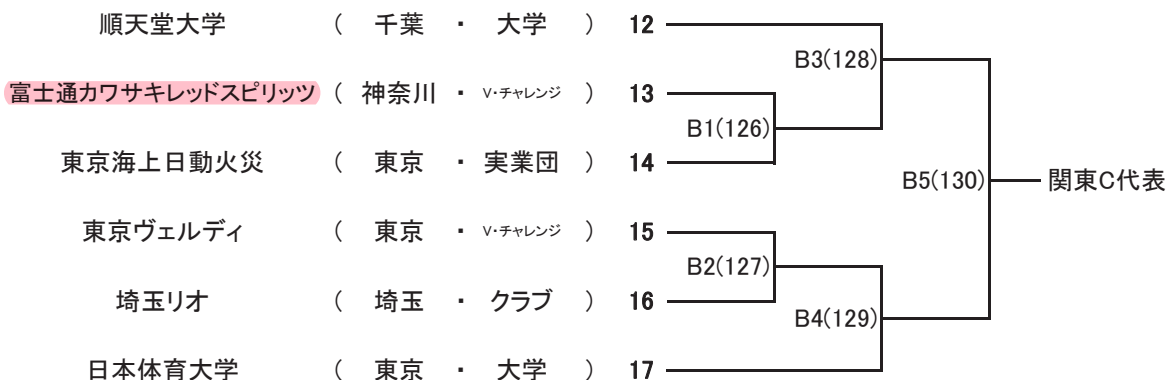 順天堂大学 ( 千葉 ・ 大学 ) 12
B3(128)
富士通カワサキレッドスピリッツ ( 神奈川 ・ V・チャレンジ ) 13
B1(126)
東京海上日動火災 ( 東京 ・ 実業団 ) 14
B5(130) 関東C代表
東京ヴェルディ ( 東京 ・ V・チャレンジ ) 15
B2(127)
埼玉リオ ( 埼玉 ・ クラブ ) 16
B4(129)
日本体育大学 ( 東京 ・ 大学 ) 17